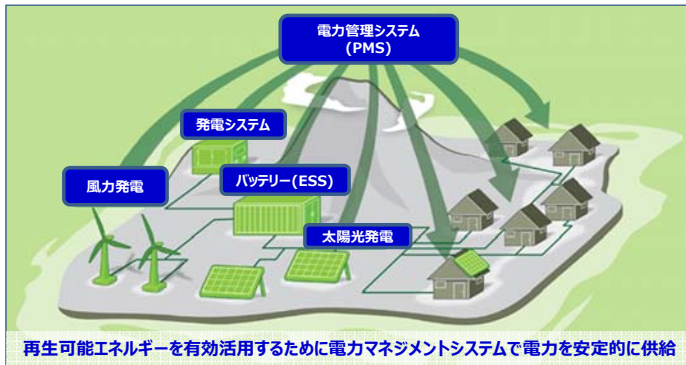 電力管理システム
(PMS)
発電システム
風力発電
バッテリー(ESS)
太陽光発電
再生可能エネルギーを有効活用するために電力マネジメントシステムで電力を安定的に供給